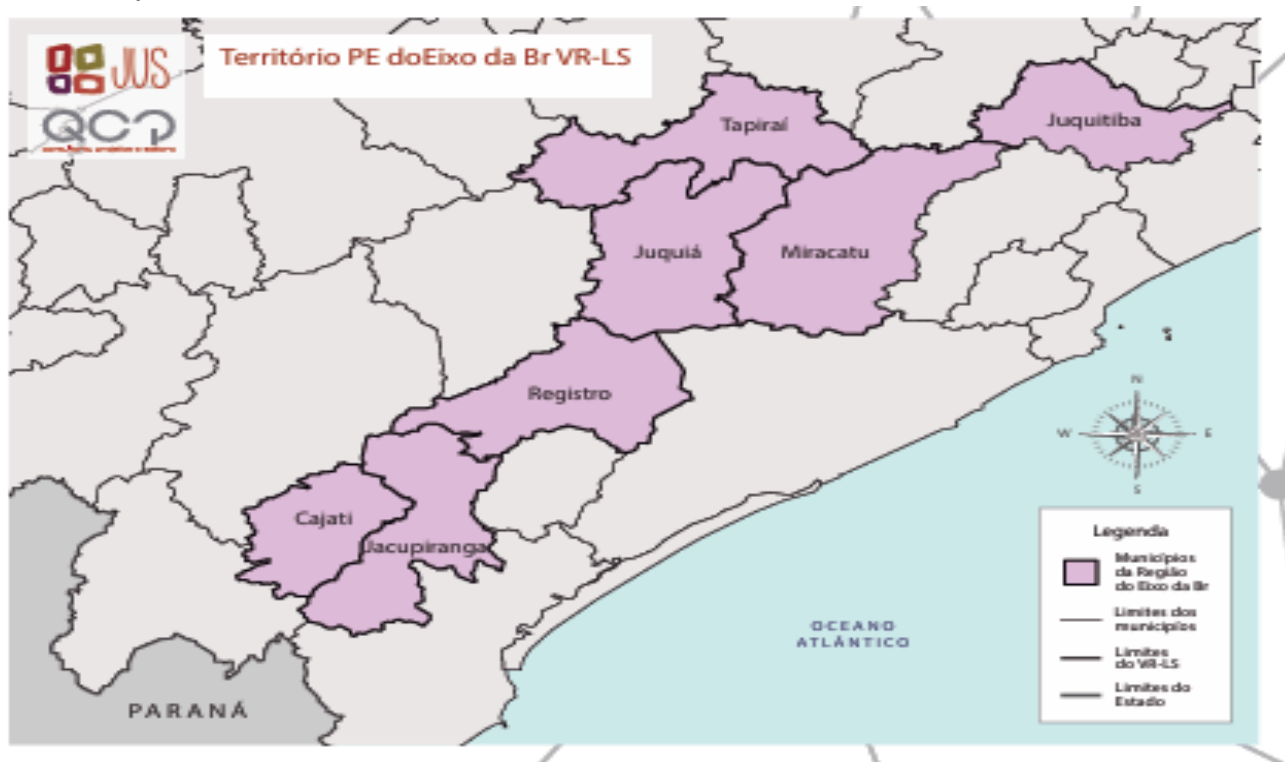 JUS
Território PE doEixo da Br VR-LS
QCP
Tapiraí
Juquitiba
Juquiá
Miracatu
Registro
N
W
E
S
Cajati
Jacupiranga
Legenda
Municípios
da Região
do Eixo da Br
Limites dos
municípios
Limites
do VR-LS
Limites do
Estado
OCEANO
ATLÂNTICO
PARANÁ